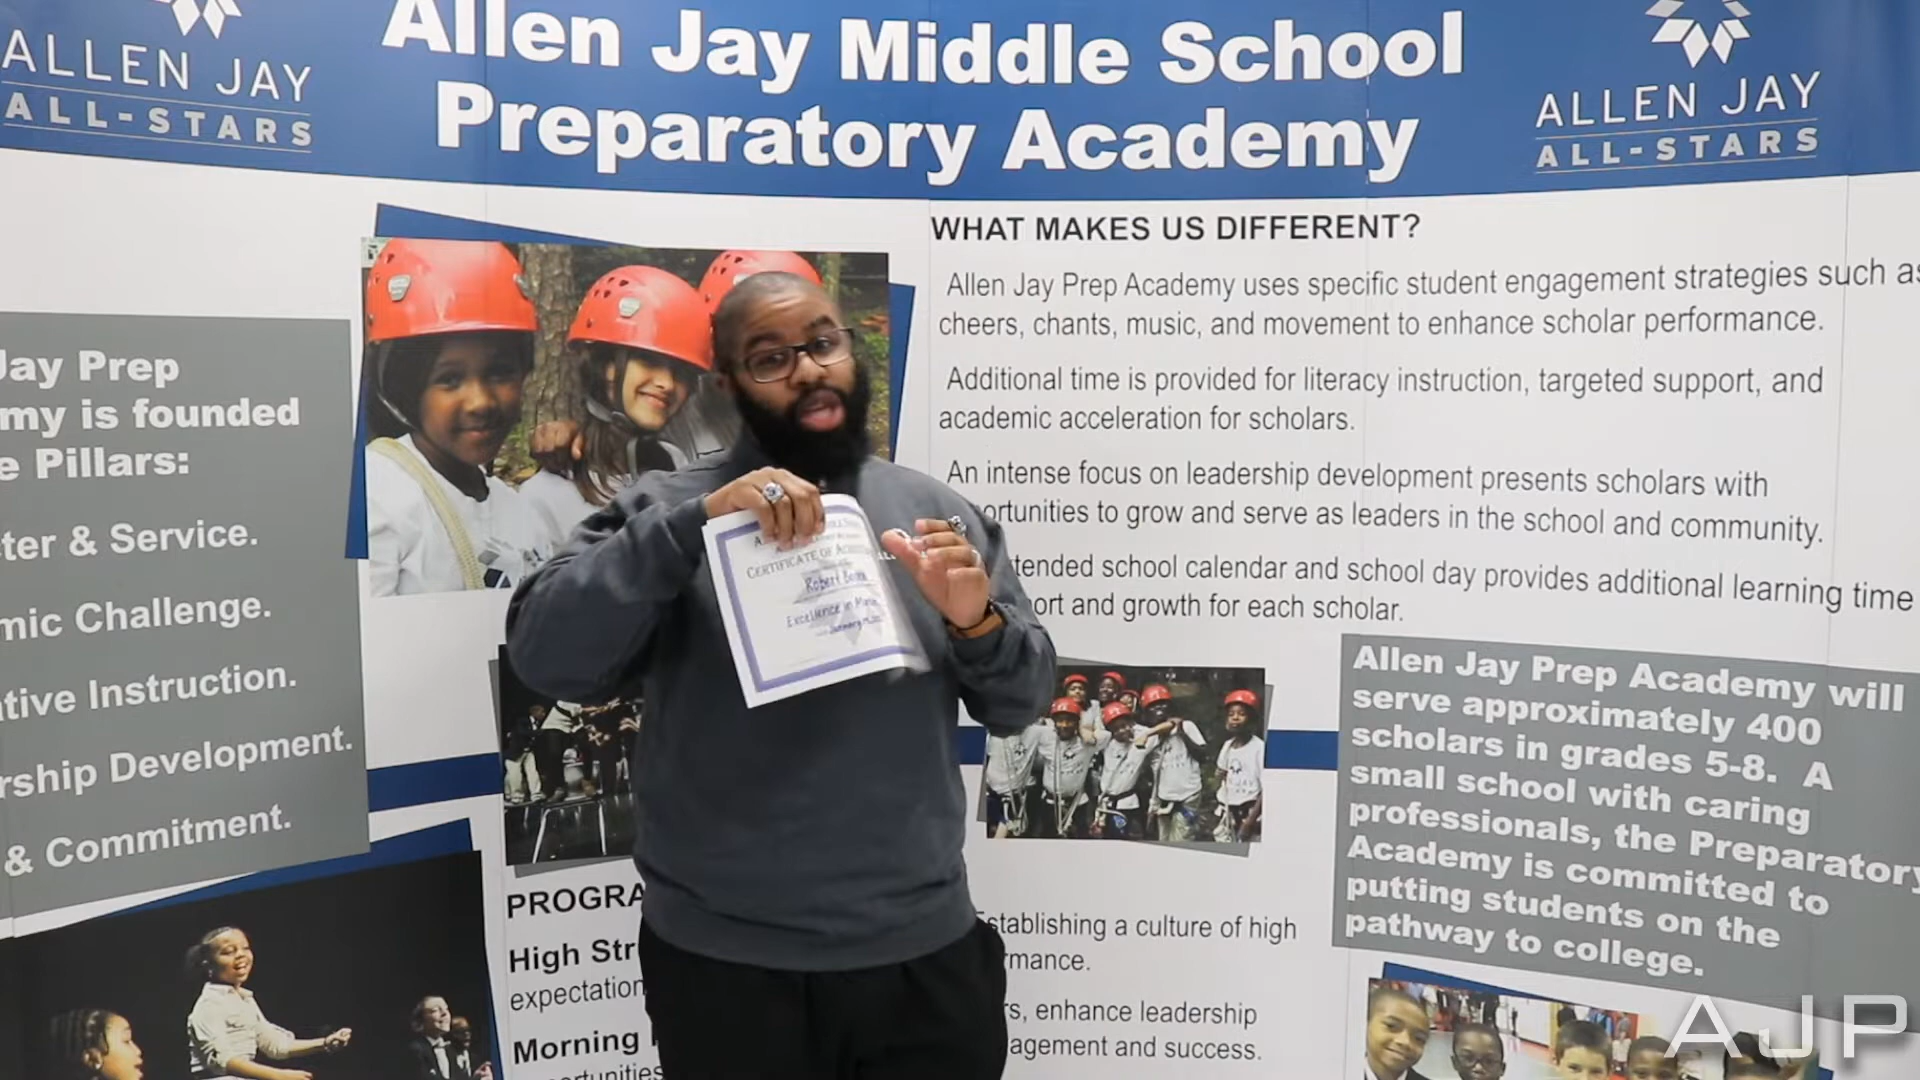 ALLEN JAY
ALL-STARS
Allen Jay Middle School
Preparatory Academy
ALLEN JAY
ALL-STARS
Jay Prep
my is founded
e Pillars:
ter & Service.
mic Challenge.
tive Instruction.
rship Development.
& Commitment.
WHAT MAKES US DIFFERENT?
Allen Jay Prep Academy uses specific student engagement strategies such as
cheers, chants, music, and movement to enhance scholar performance.
Additional time is provided for literacy instruction, targeted support, and
academic acceleration for scholars.
An intense focus on leadership development presents scholars with
ortunities to grow and serve as leaders in the school and community.
tended school calendar and school day provides additional learning time
ort and growth for each scholar.
CERTIFICATE OF
Robert
Excellence in
Allen Jay Prep Academy will
serve approximately 400
scholars in grades 5-8. A
small school with caring
professionals, the Preparatory
Academy is committed to
putting students on the
pathway to college.
PROGRA
High Str
expectation
Morning
ortunities
stablishing a culture of high
rmance.
rs, enhance leadership
agement and success.
AJP